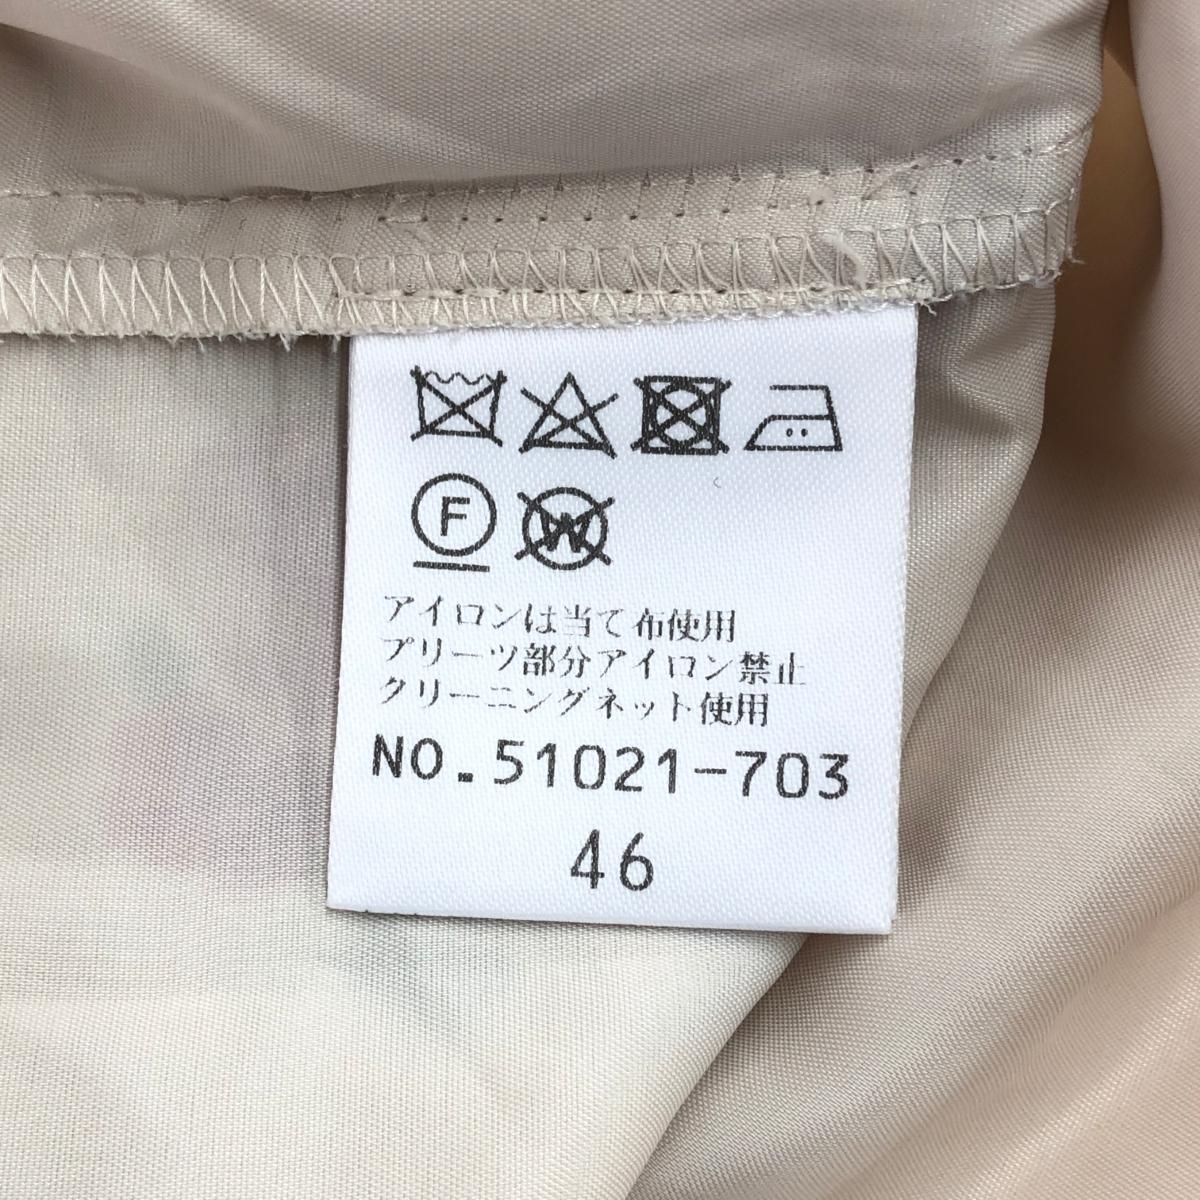 F W
アイロンは当て布使用
プリーツ部分アイロン禁止
クリーニングネット使用
NO.51021-703
46